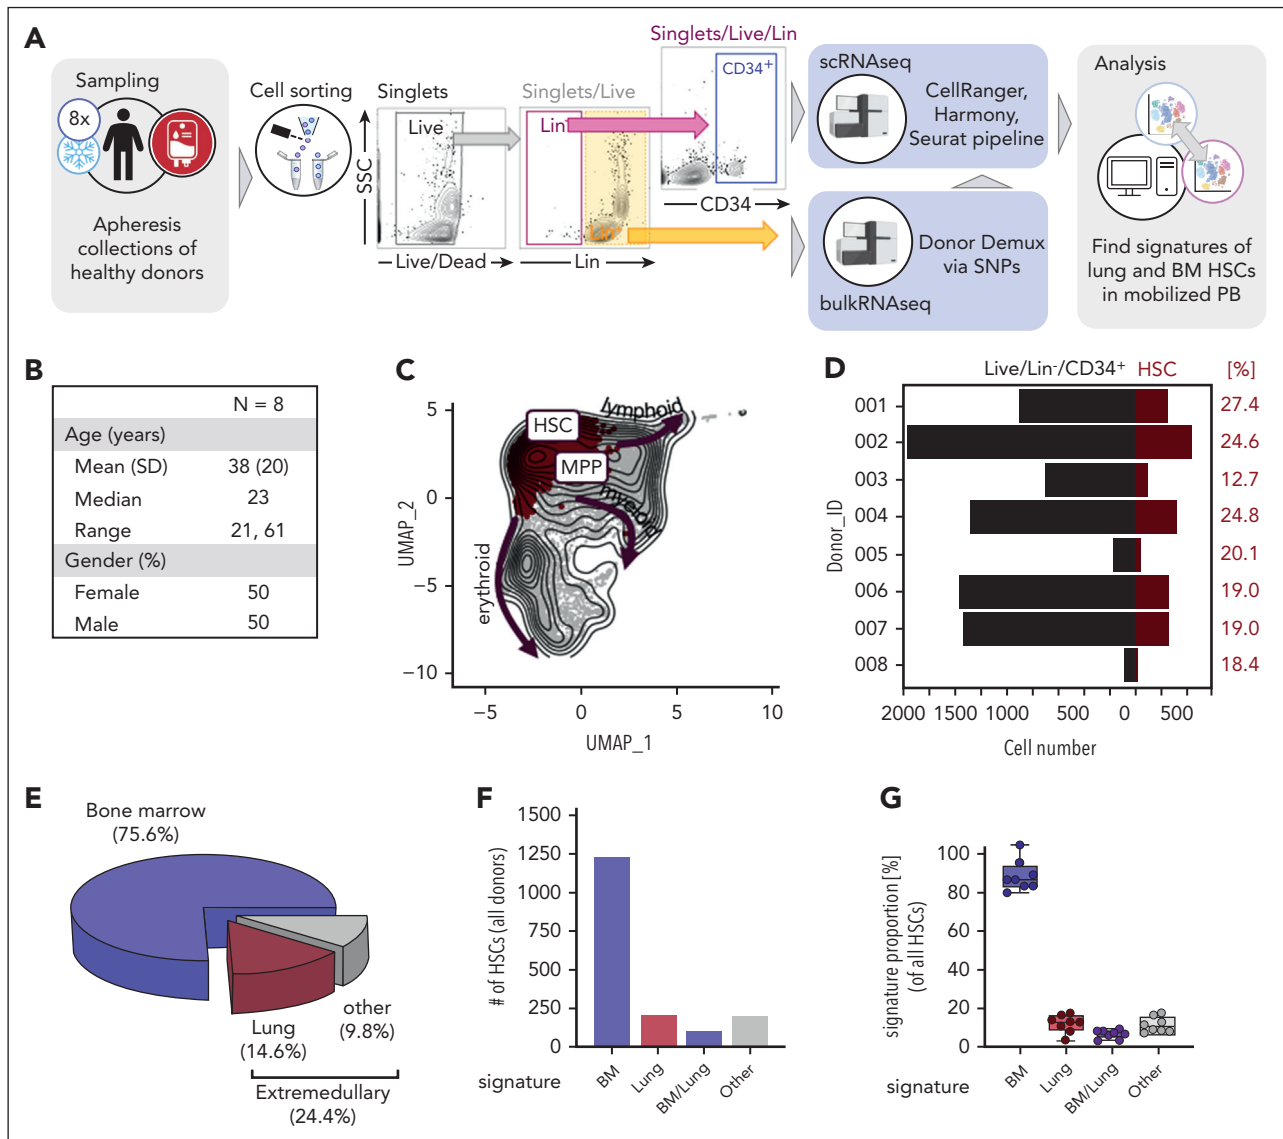 A
Sampling
8x
Apheresis
collections of
healthy donors
Cell sorting
Singlets
Live
SSC
Live/Dead
Singlets/Live
Lin
Lin
Singlets/Live/Lin
CD34+
CD34
scRNAseq
CellRanger,
Harmony,
Seurat pipeline
Donor Demux
via SNPs
bulkRNAseq
Analysis
Find signatures of
lung and BM HSCs
in mobilized PB
B
N = 8
Age (years)
Mean (SD) 38 (20)
Median 23
Range 21, 61
Gender (%)
Female 50
Male 50
C
5
0
−5
−10
UMAP_2
HSC
MPP
lymphoid
myeloid
erythroid
−5 0 5 10
UMAP_1
D
Live/Lin-/CD34+ HSC [%]
001 27.4
002 24.6
003 12.7
004 24.8
005 20.1
006 19.0
007 19.0
008 18.4
Donor_ID
2000 1500 1000 500 0 500
Cell number
E
Bone marrow
(75.6%)
Lung
(14.6%)
other
(9.8%)
Extremedullary
(24.4%)
F
1500
1250
1000
750
500
250
0
# of HSCs (all donors)
signature
BM
Lung
BM/Lung
Other
G
100
80
60
40
20
0
signature proportion [%]
(of all HSCs)
signature
BM
Lung
BM/Lung
Other